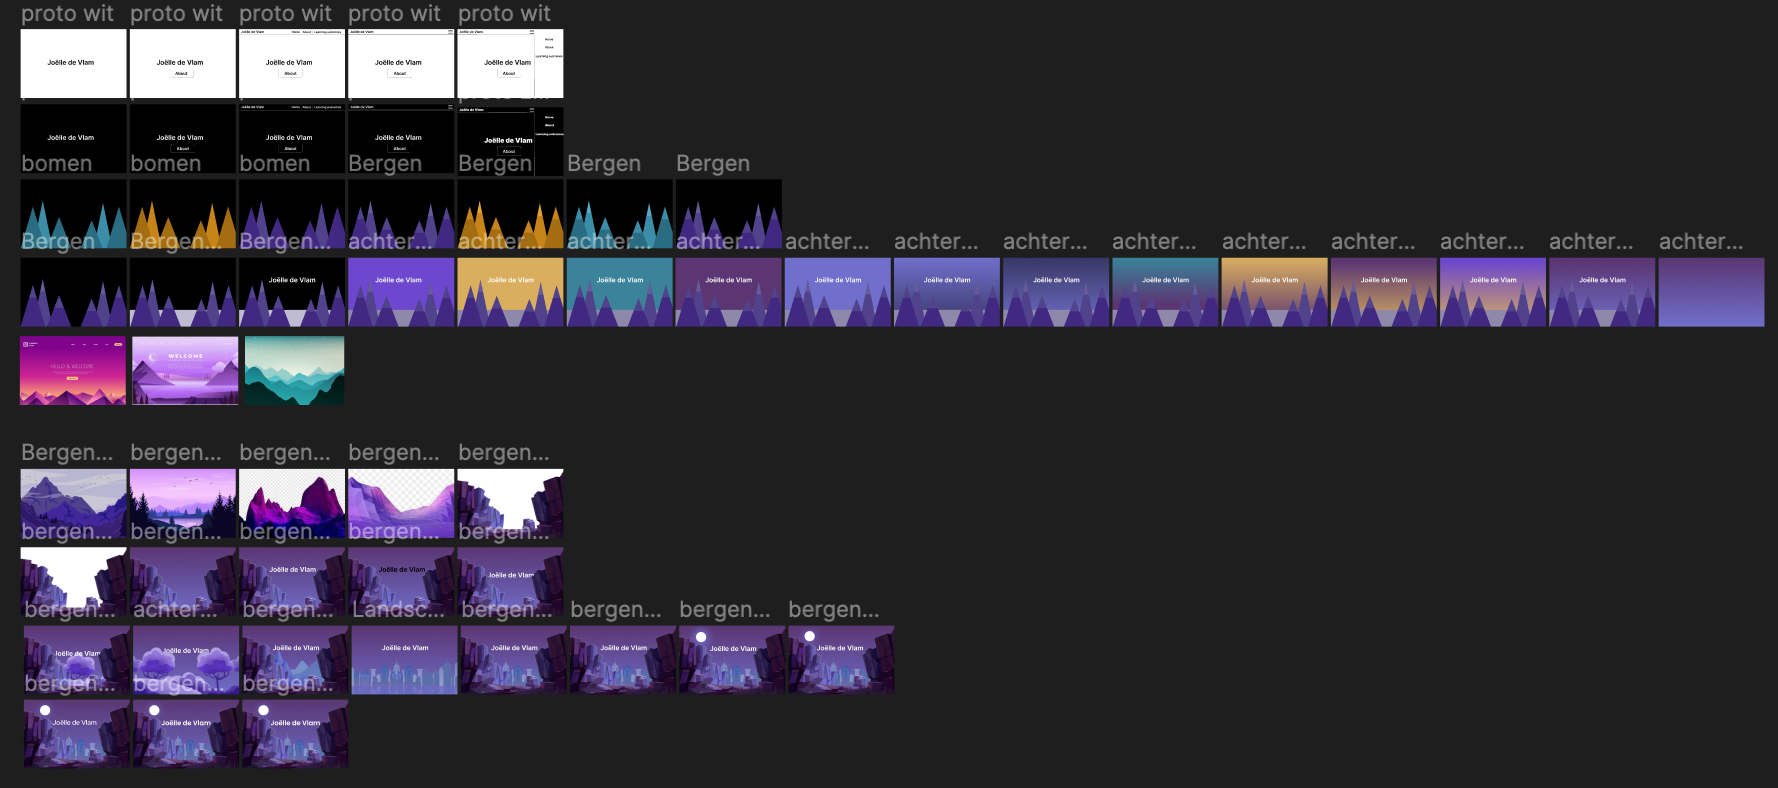 proto wit proto wit proto wit proto wit proto wit
Joëlle de Vlam
Joëlle de Vlam
About
Joëlle de Vlam Home About Learning outcomes
Joëlle de Vlam
About
Joëlle de Vlam
Joëlle de Vlam
About
Joëlle de Vlam
Joëlle de Vlam
About
Home
About
Learning outcomes
Joëlle de Vlam
Joëlle de Vlam
About
Joëlle de Vlam Home About Learning outcomes
Joëlle de Vlam
About
Joëlle de Vlam
Joëlle de Vlam
About
Joëlle de Vlam
Joëlle de Vlam
About
Home
About
Learning outcomes
bomen bomen bomen Bergen Bergen Bergen Bergen
Bergen Bergen... Bergen... achter... achter... achter... achter... achter... achter... achter... achter... achter... achter... achter... achter... achter...
Joëlle de Vlam Joëlle de Vlam Joëlle de Vlam Joëlle de Vlam Joëlle de Vlam Joëlle de Vlam Joëlle de Vlam Joëlle de Vlam Joëlle de Vlam Joëlle de Vlam Joëlle de Vlam Joëlle de Vlam Joëlle de Vlam
HELLO & WELCOME
WELCOME
Bergen... bergen... bergen... bergen... bergen...
bergen... bergen... bergen... bergen... bergen...
Joëlle de Vlam Joëlle de Vlam Joëlle de Vlam
bergen... achter... bergen... Landsc... bergen... bergen... bergen... bergen...
Joëlle de Vlam Joëlle de Vlam Joëlle de Vlam Joëlle de Vlam Joëlle de Vlam Joëlle de Vlam Joëlle de Vlam Joëlle de Vlam
bergen... bergen... bergen...
Joëlle de Vlam Joëlle de Vlam Joëlle de Vlam